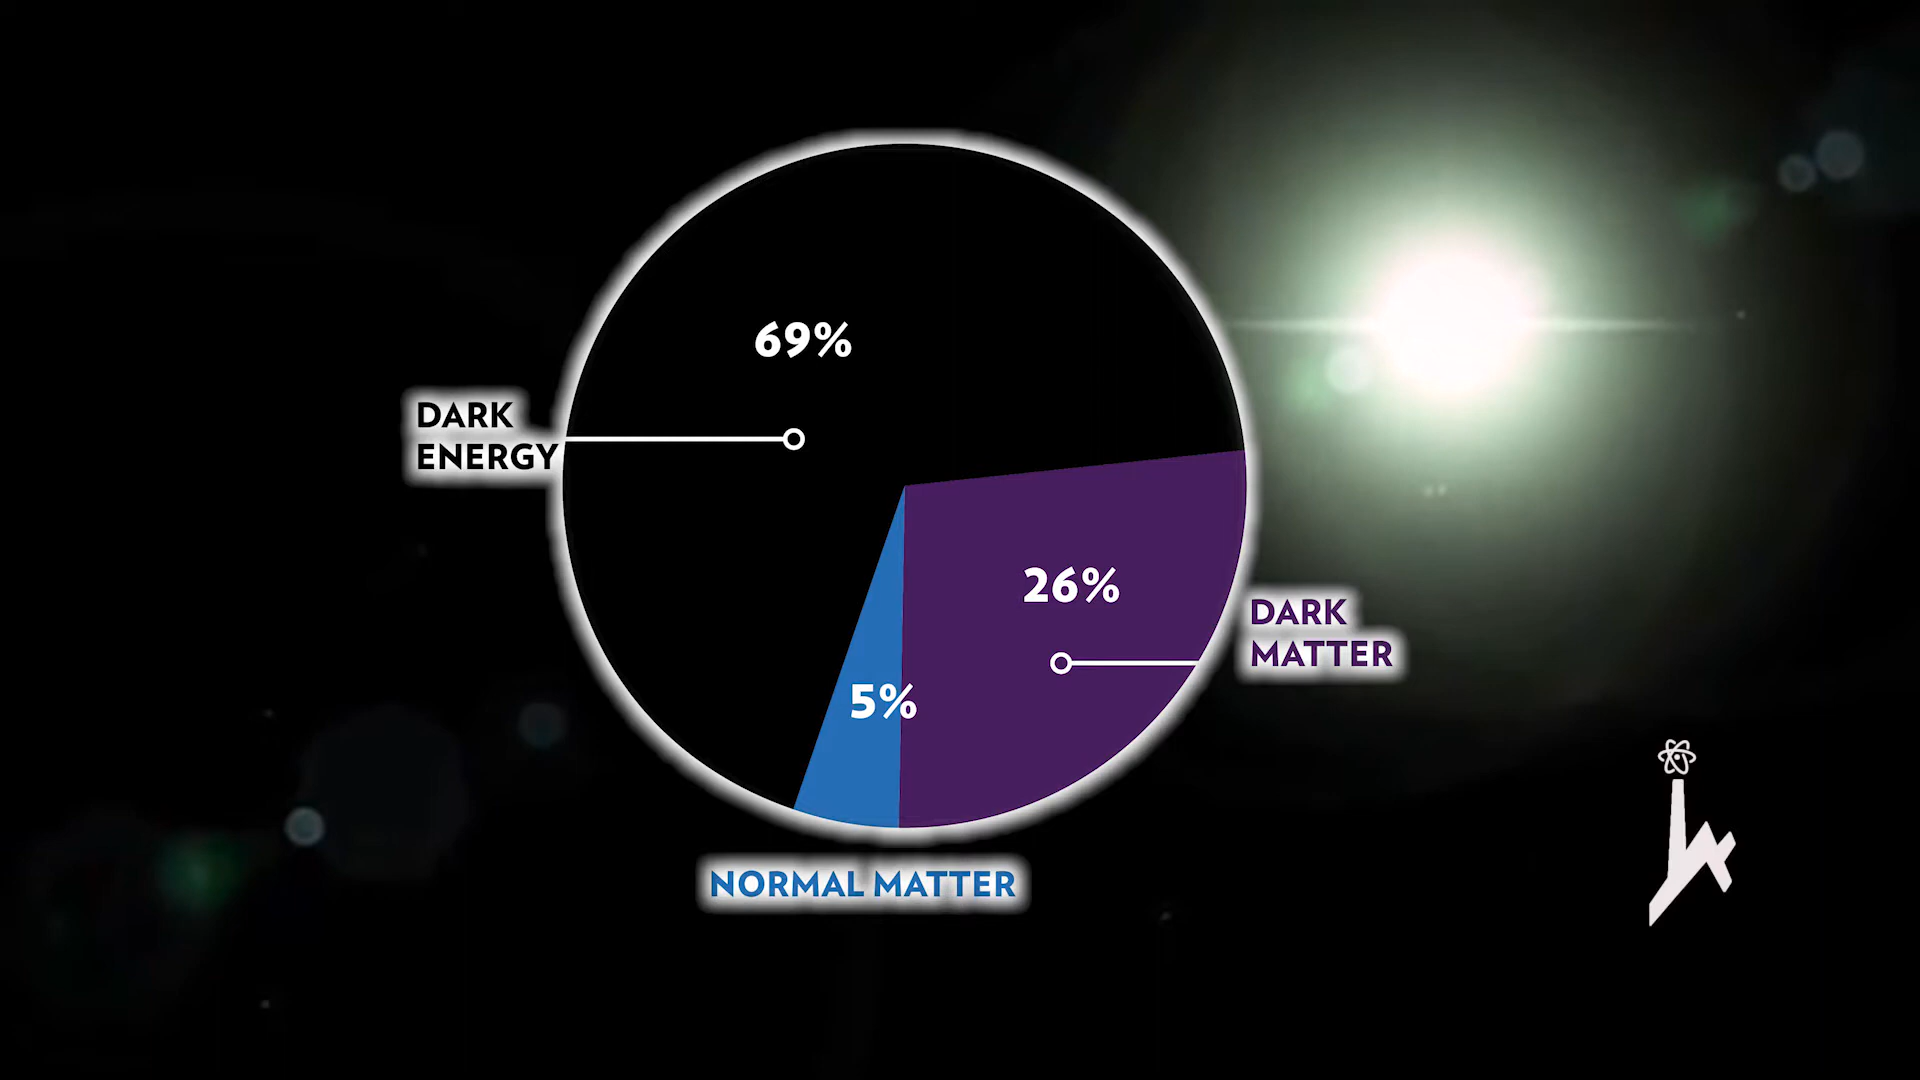 69%
DARK
ENERGY
26%
DARK
MATTER
5%
NORMAL MATTER